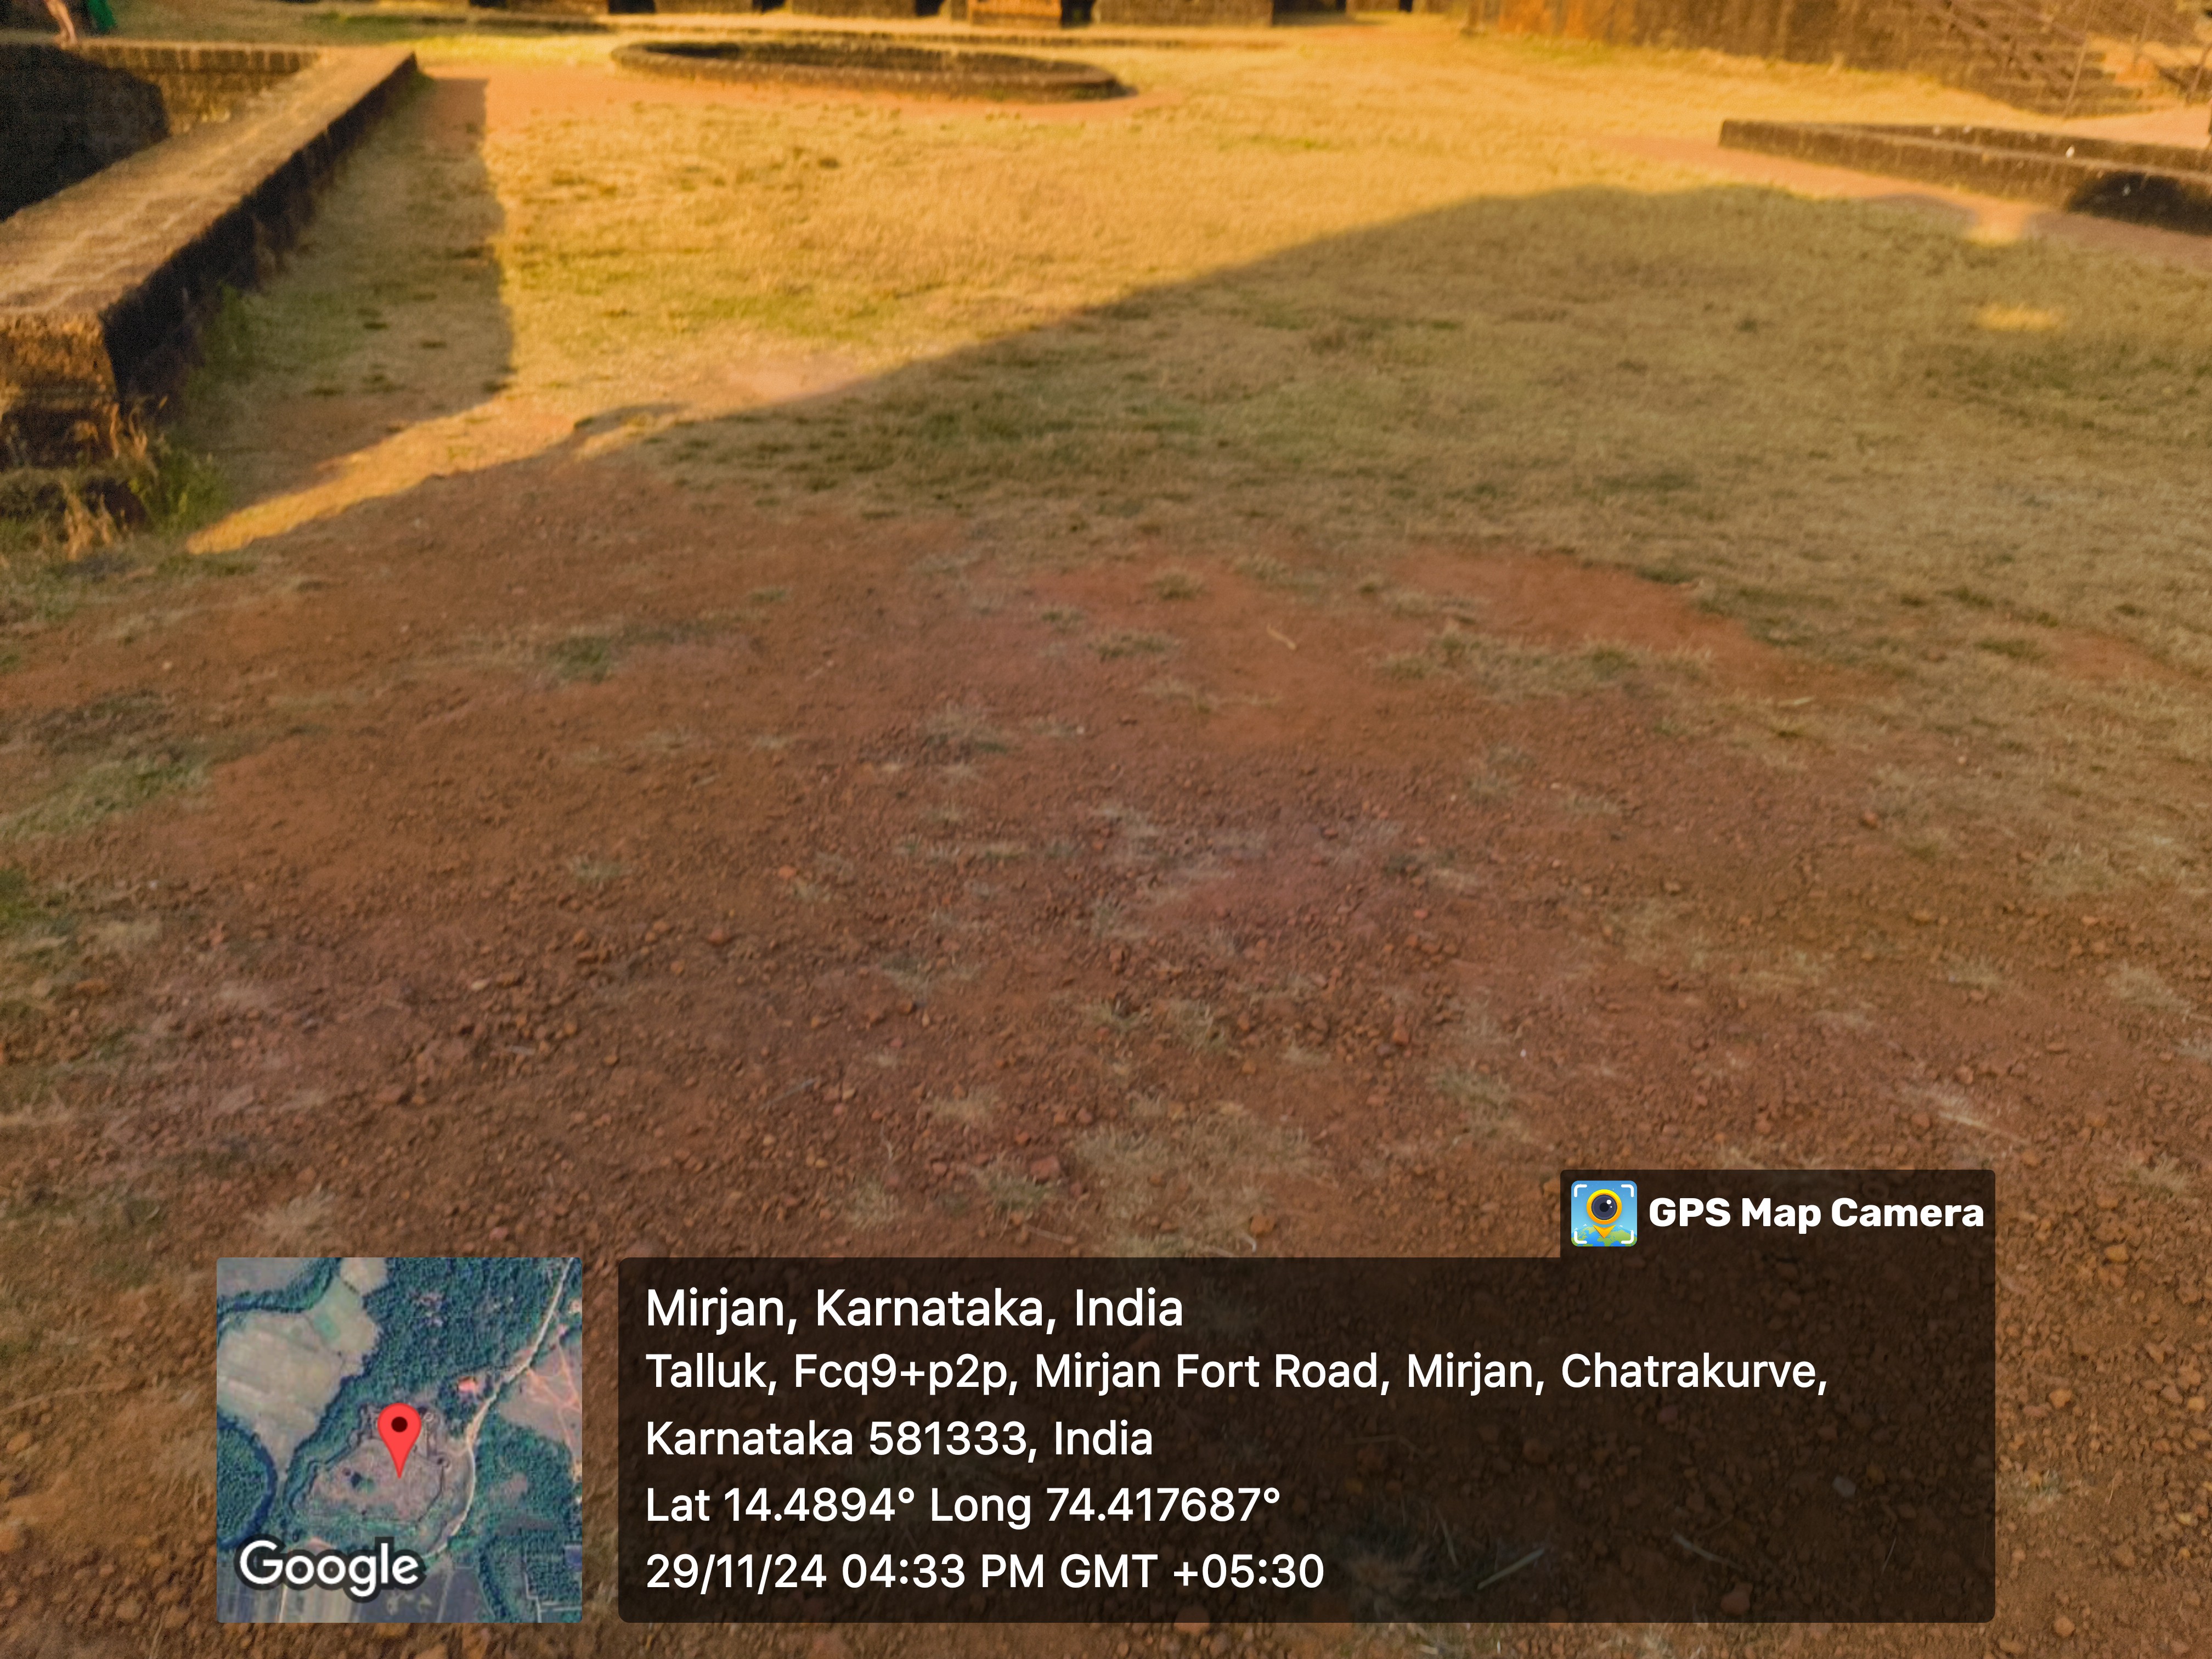 GPS Map Camera
Mirjan, Karnataka, India
Talluk, Fcq9+p2p, Mirjan Fort Road, Mirjan, Chatrakurve,
Karnataka 581333, India
Lat 14.4894° Long 74.417687°
29/11/24 04:33 PM GMT +05:30
Google